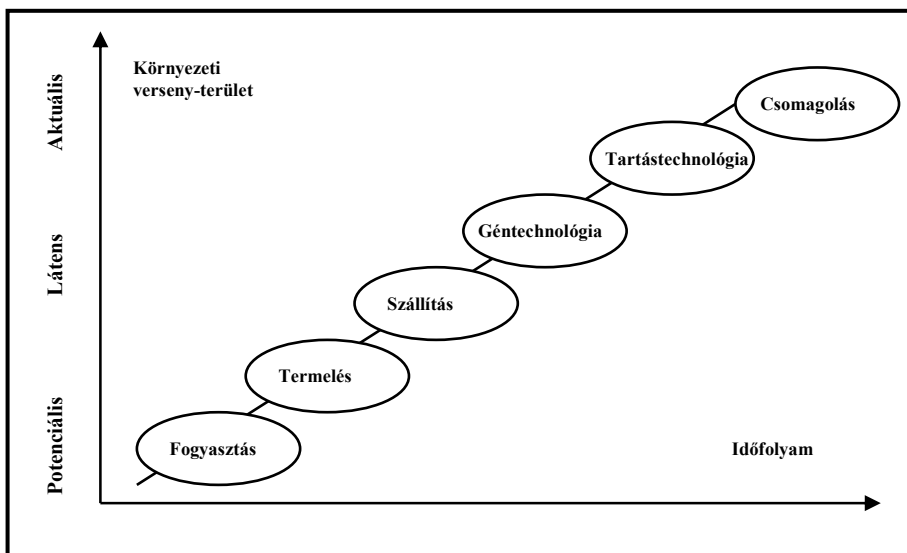 Környezeti
verseny-terület
Aktuális
Látens
Potenciális
Csomagolás
Tartástechnológia
Géntechnológia
Szállítás
Termelés
Fogyasztás
Időfolyam